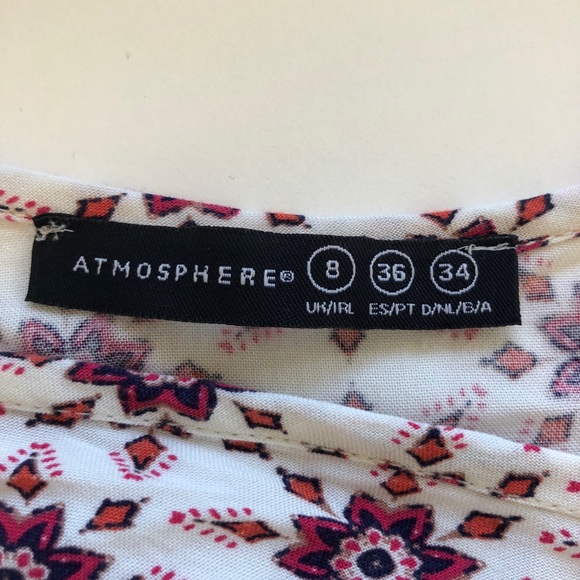 ATMOSPHERE® 8 36 34
UK/IRL ES/PT D/NL/B/A